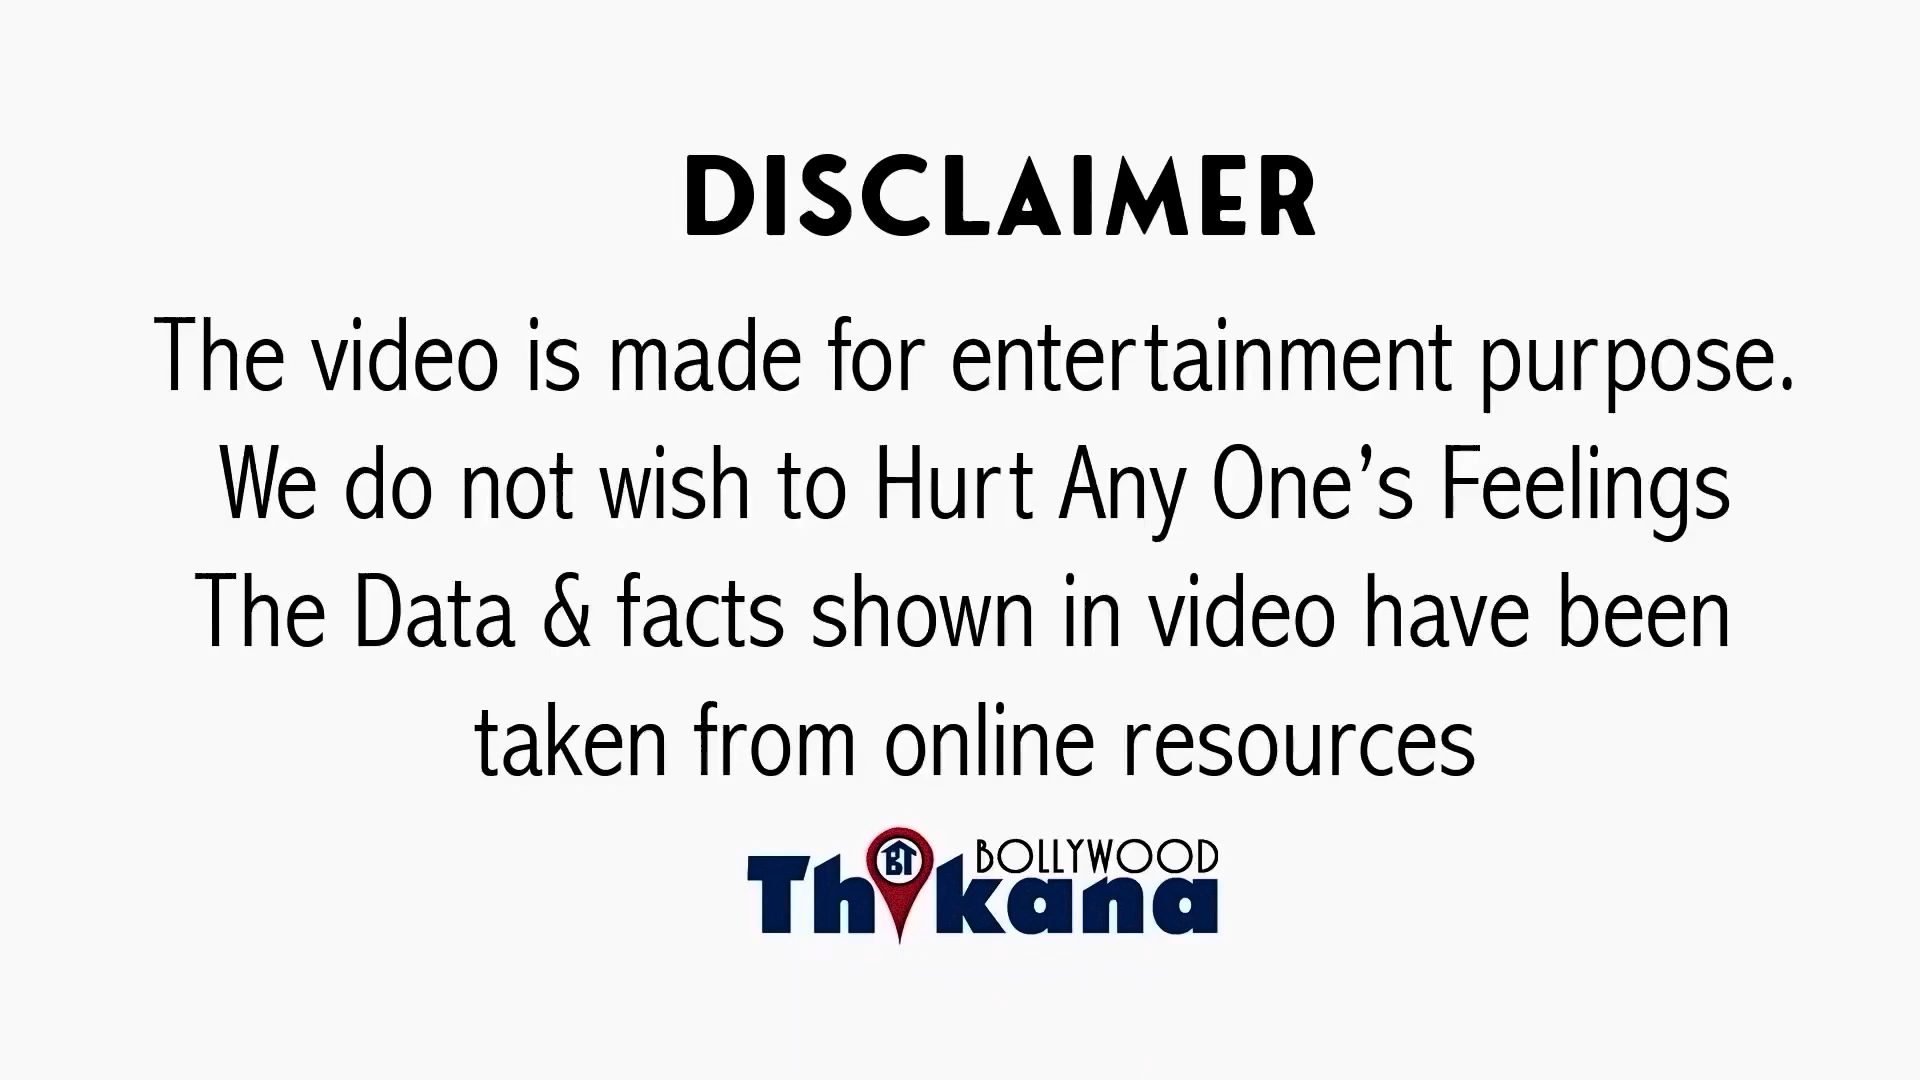 DISCLAIMER
The video is made for entertainment purpose.
We do not wish to Hurt Any One’s Feelings
The Data & facts shown in video have been
taken from online resources
BOLLYWOOD
BT
Thikana